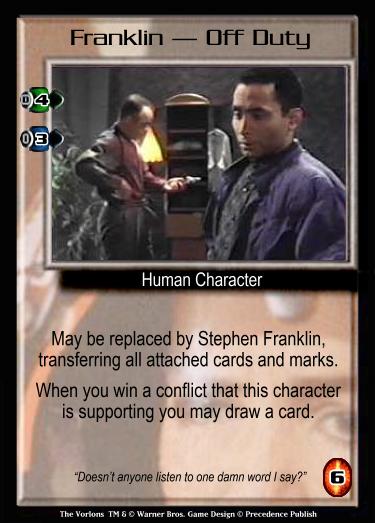 Franklin — Off Duty
4
3
Human Character
May be replaced by Stephen Franklin,
transferring all attached cards and marks.
When you win a conflict that this character
is supporting you may draw a card.
“Doesn't anyone listen to one damn word I say?”
6
The Vorlons TM & © Warner Bros. Game Design © Precedence Publish